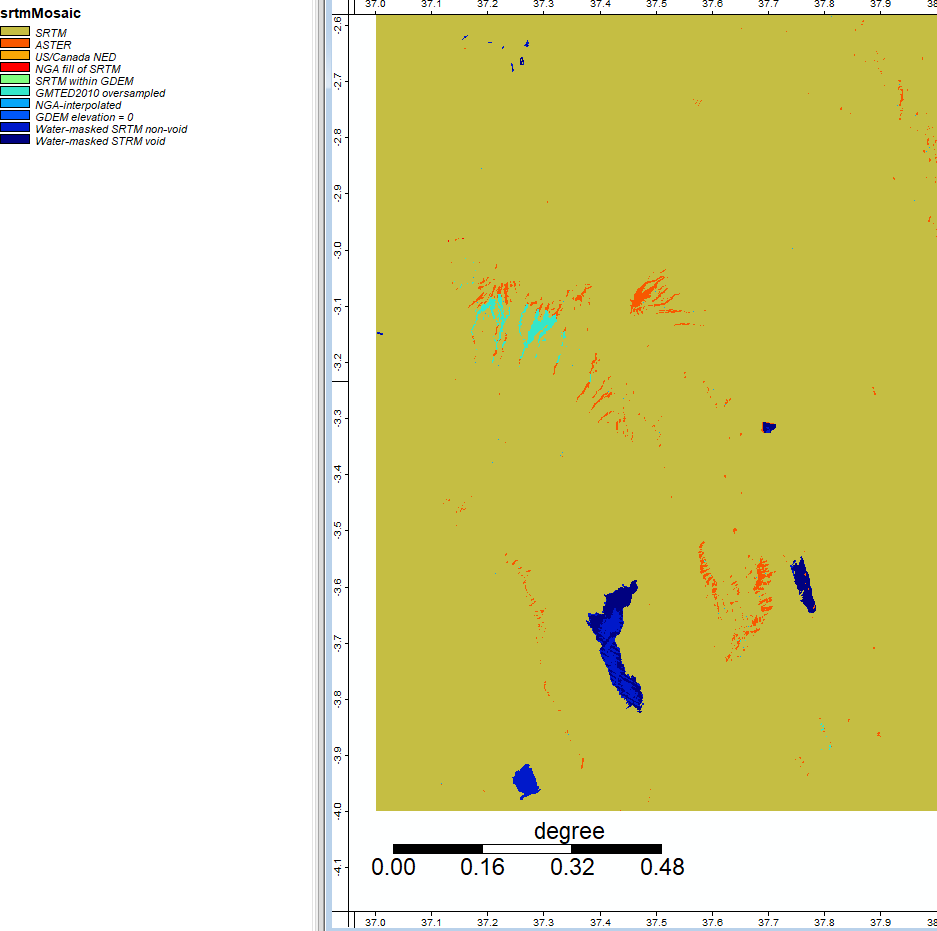 srtmMosaic
SRTM
ASTER
US/Canada NED
NGA fill of SRTM
SRTM within GDEM
GMTED2010 oversampled
NGA-interpolated
GDEM elevation = 0
Water-masked SRTM non-void
Water-masked STRM void
37.0 37.1 37.2 37.3 37.4 37.5 37.6 37.7 37.8 37.9
-2.6
-2.7
-2.8
-2.9
-3.0
-3.1
-3.2
-3.3
-3.4
-3.5
-3.6
-3.7
-3.8
-3.9
-4.0
-4.1
degree
0.00 0.16 0.32 0.48
37.0 37.1 37.2 37.3 37.4 37.5 37.6 37.7 37.8 37.9